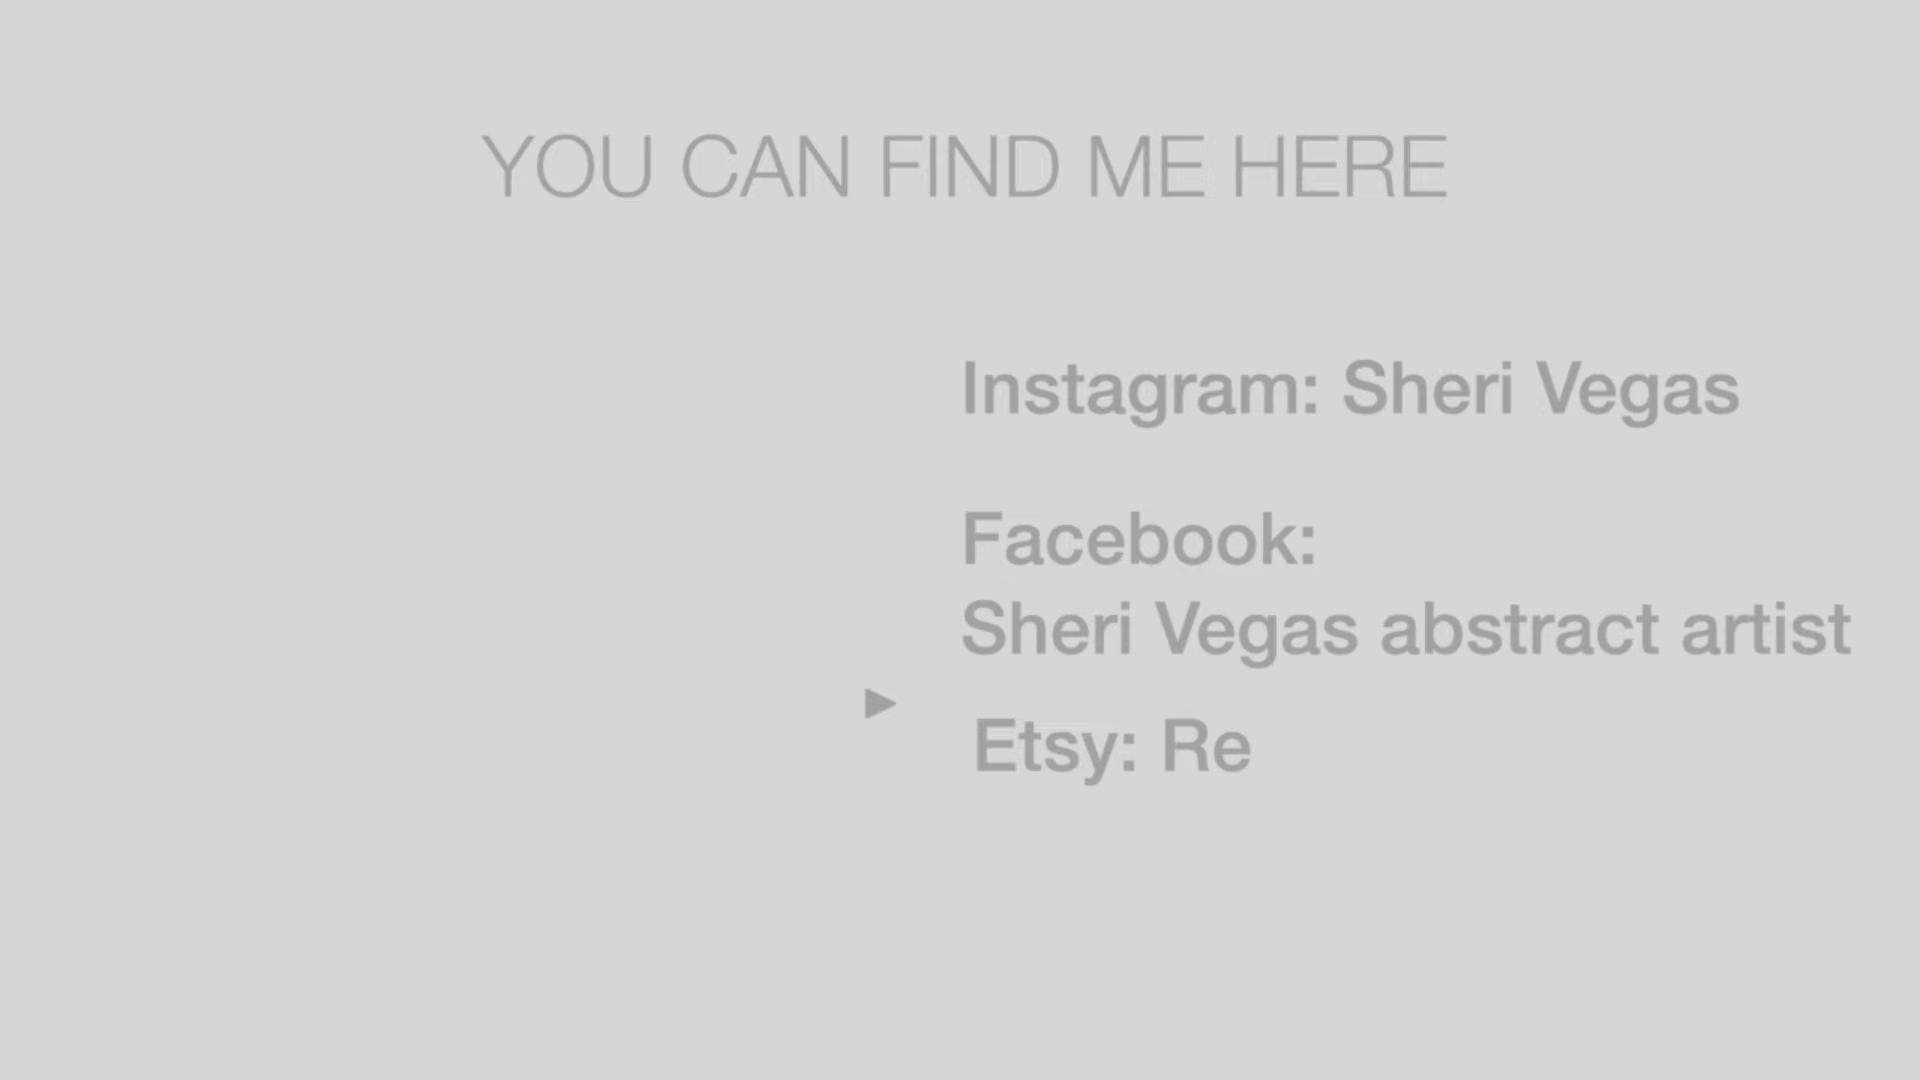 YOU CAN FIND ME HERE
Instagram: Sheri Vegas
Facebook:
Sheri Vegas abstract artist
Etsy: Re